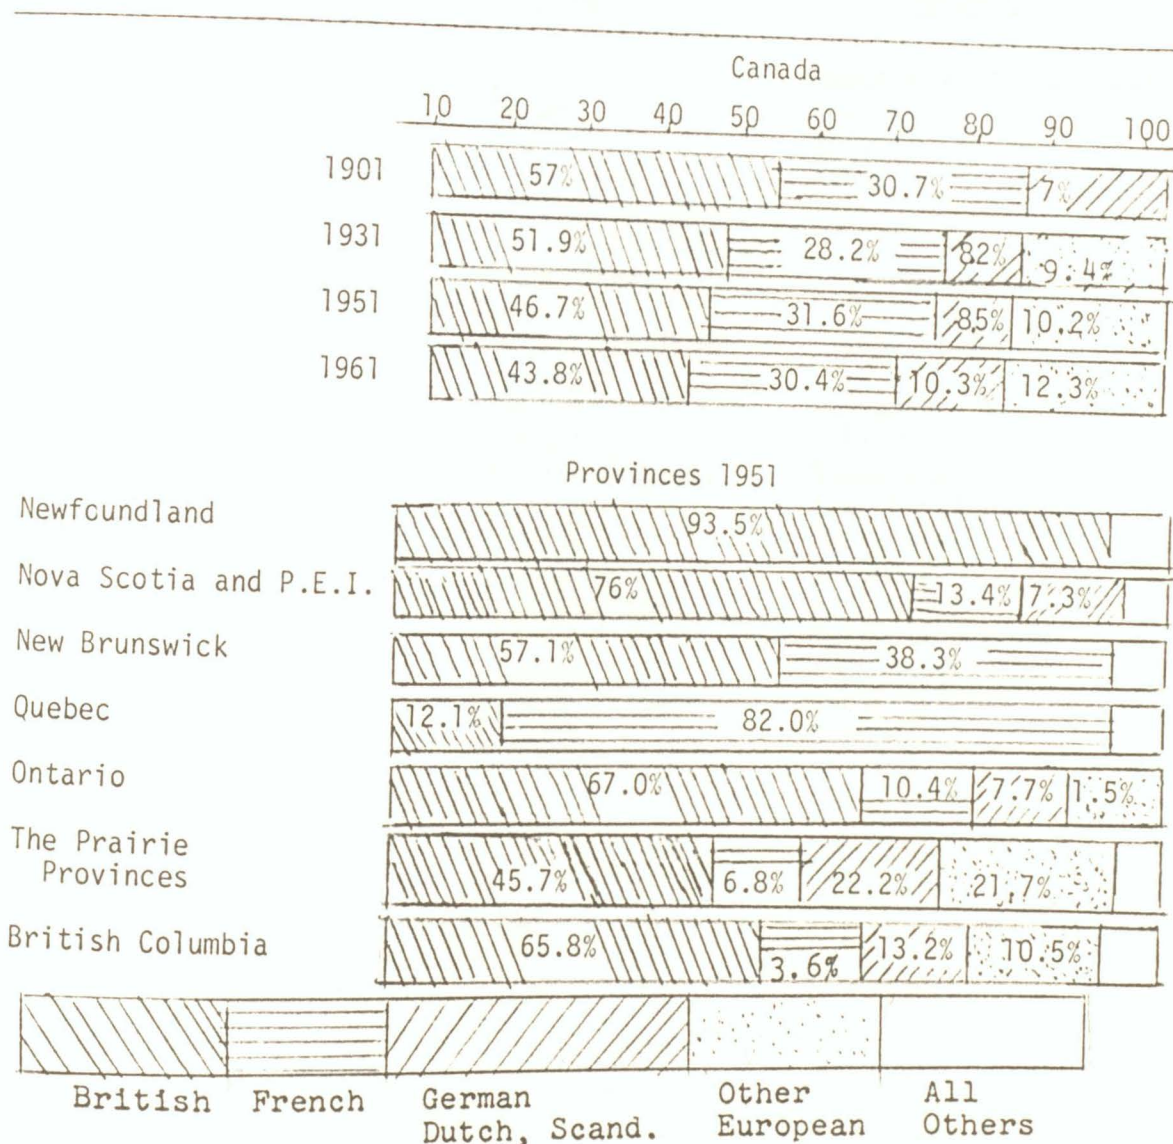 Canada
10 20 30 40 50 60 70 80 90 100
1901 57% 30.7% 7%
1931 51.9% 28.2% 82% 9.4%
1951 46.7% 31.6% 85% 10.2%
1961 43.8% 30.4% 10.3% 12.3%
Provinces 1951
Newfoundland 93.5%
Nova Scotia and P.E.I. 76% 13.4% 7.3%
New Brunswick 57.1% 38.3%
Quebec 12.1% 82.0%
Ontario 67.0% 10.4% 7.7% 1.5%
The Prairie
Provinces 45.7% 6.8% 22.2% 21.7%
British Columbia 65.8% 3.6% 13.2% 10.5%
British French German Other All
Dutch, Scand. European Others